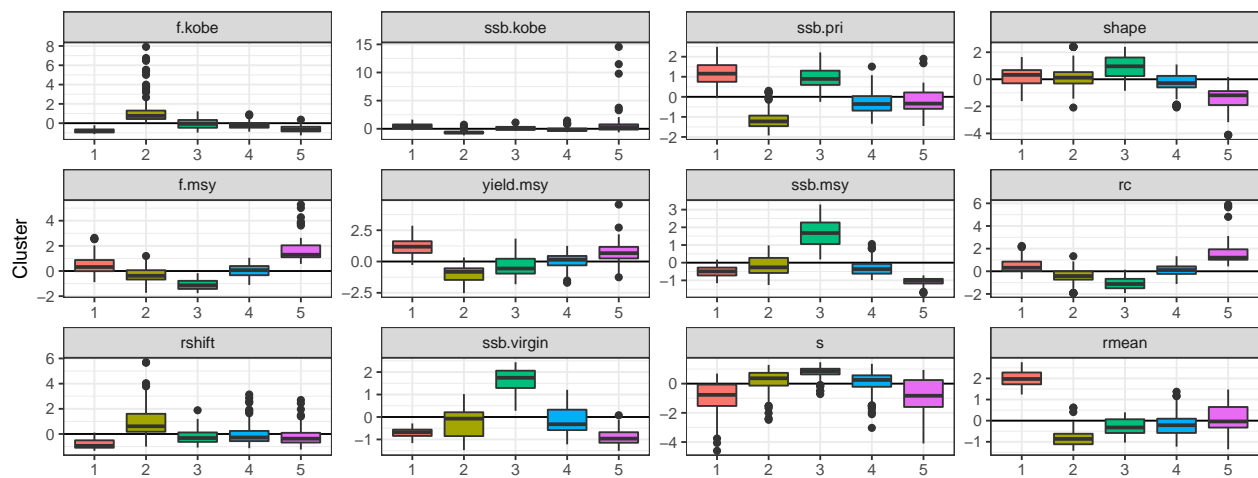 f.kobe ssb.kobe ssb.pri shape
8 15 2 2
6 10 1 0
4 5 0 −2
2 0 −1 −4
0 −2
1 2 3 4 5 1 2 3 4 5 1 2 3 4 5 1 2 3 4 5
f.msy yield.msy ssb.msy rc
4 2.5 3 6
2 0.0 2 4
0 −2.5 1 2
−2 0 0
−1 −2
1 2 3 4 5 1 2 3 4 5 1 2 3 4 5 1 2 3 4 5
Cluster
rshift ssb.virgin s rmean
6 2 0 2
4 1 −2 1
2 0 −4 0
0 −1 −1
1 2 3 4 5 1 2 3 4 5 1 2 3 4 5 1 2 3 4 5